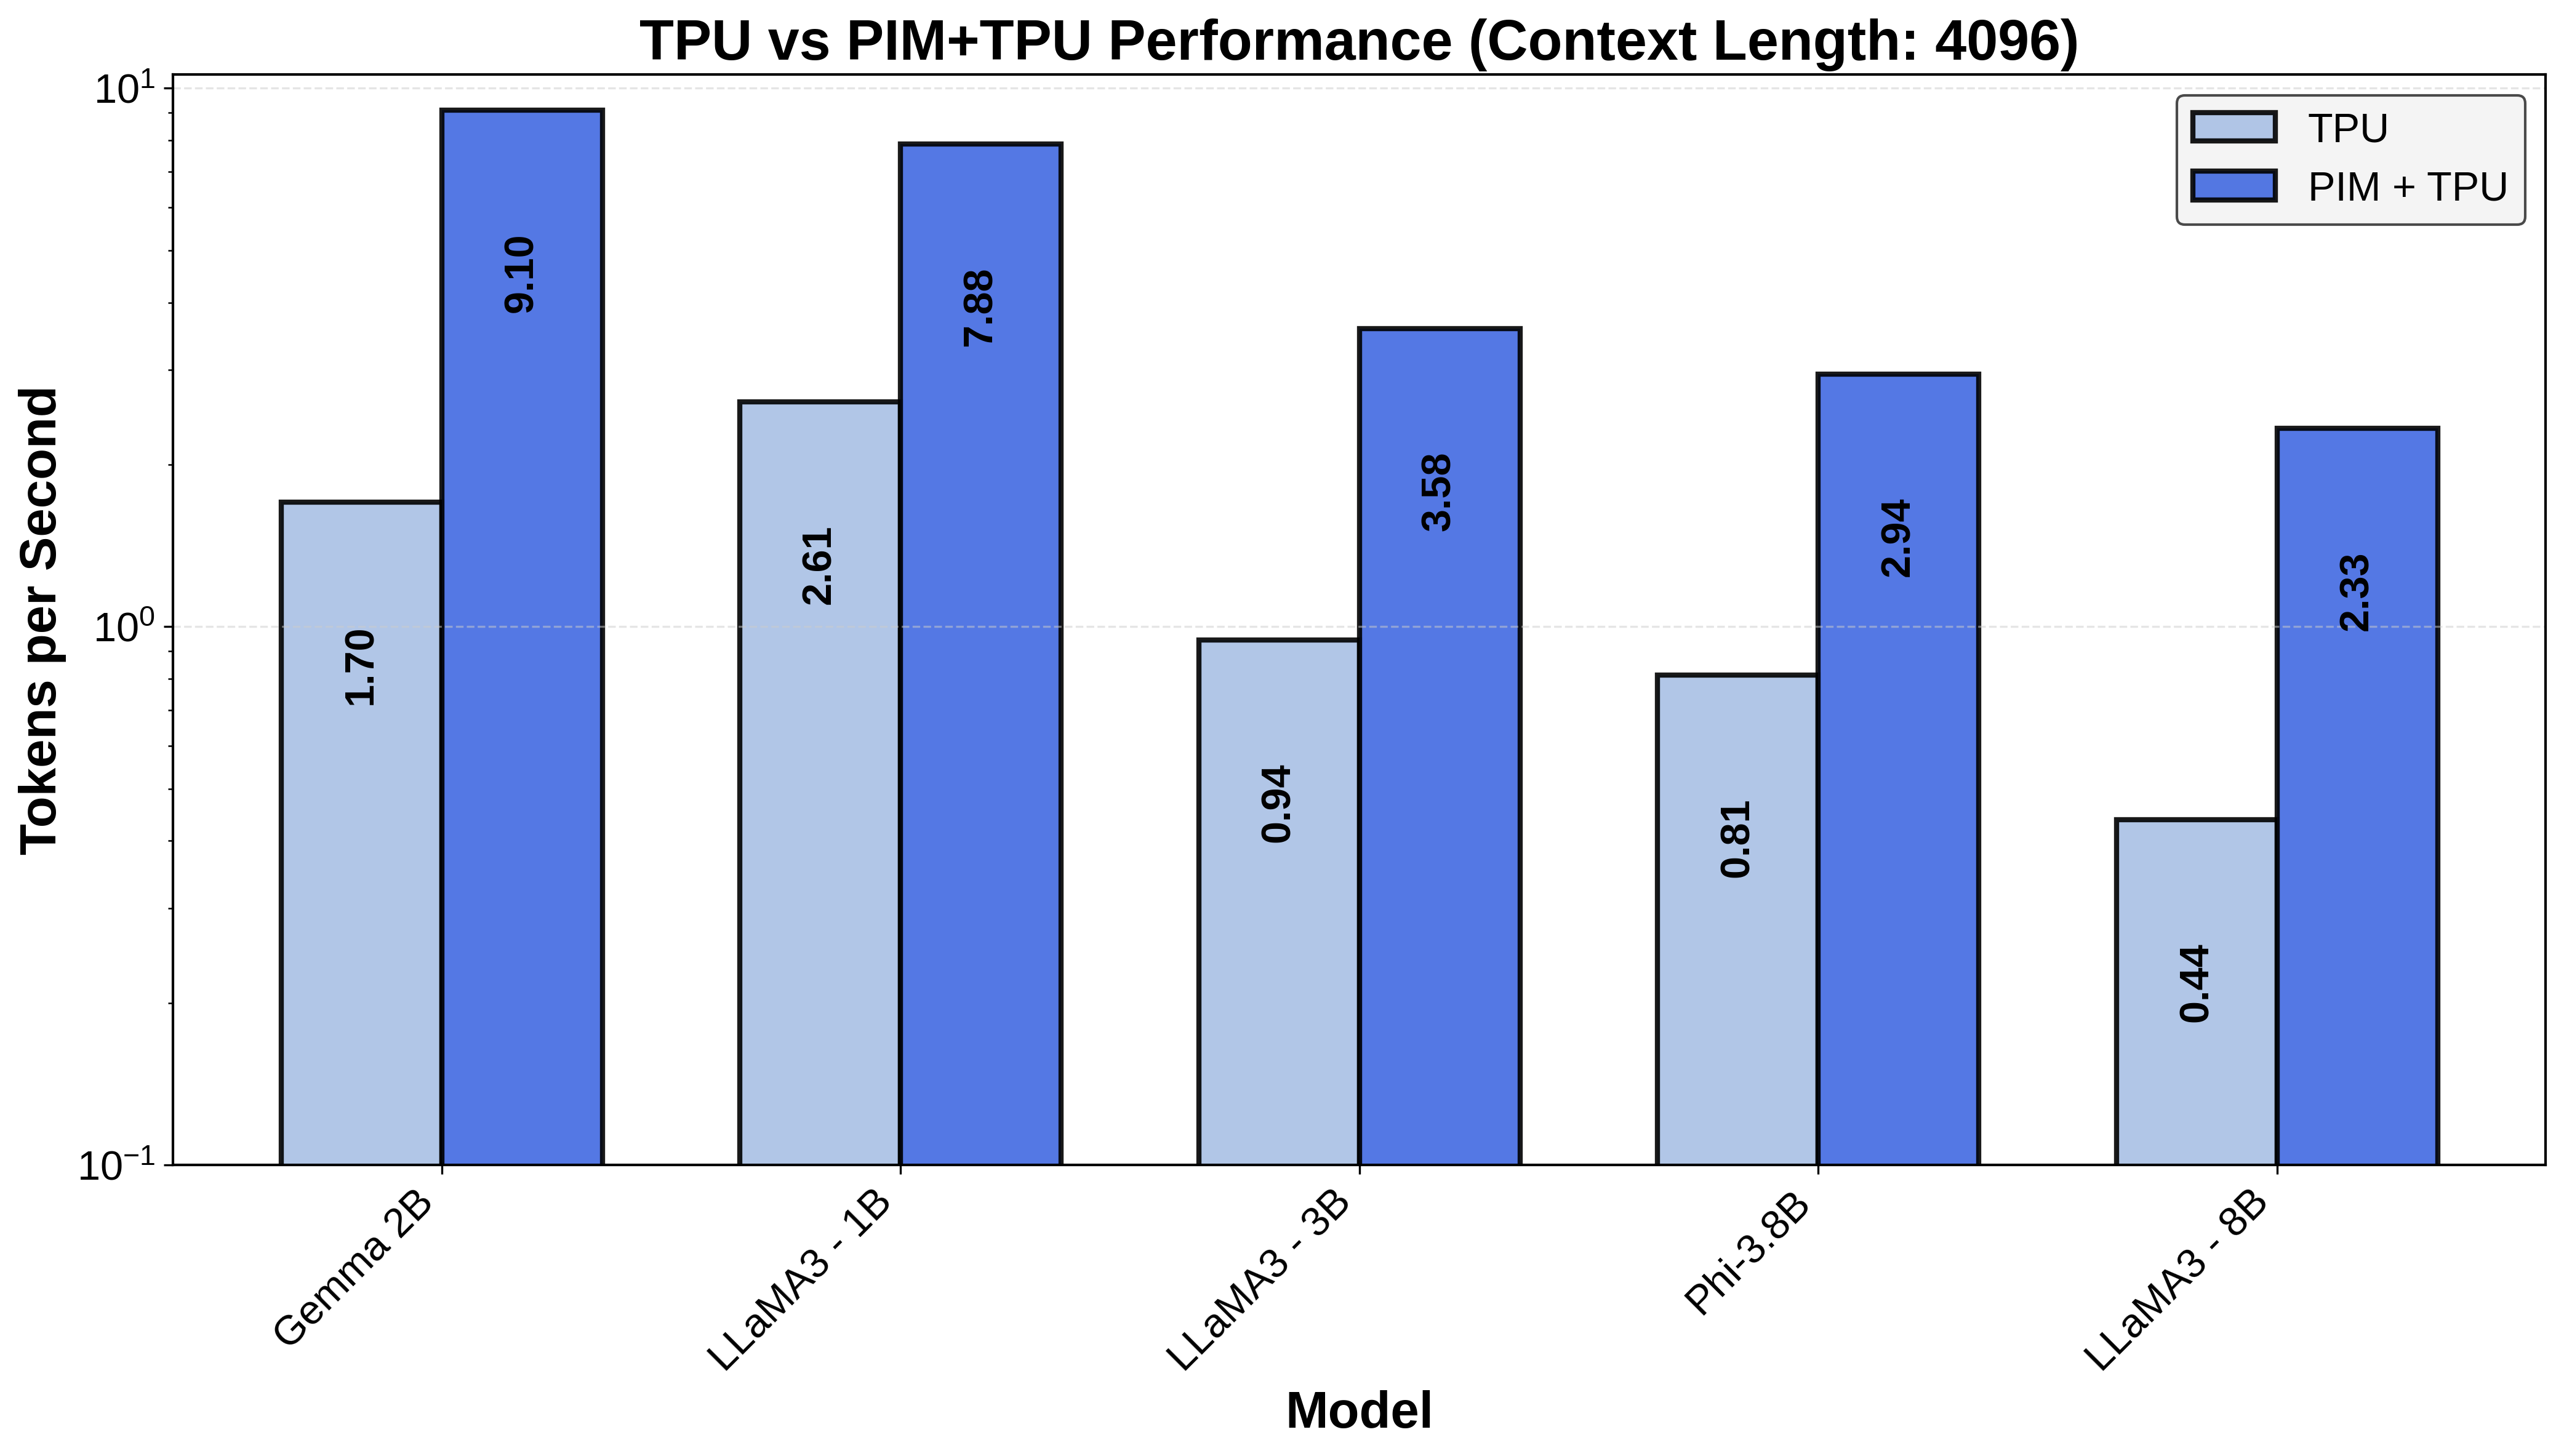 TPU vs PIM+TPU Performance (Context Length: 4096)
10¹
10⁰
10⁻¹
Tokens per Second
TPU
PIM + TPU
1.70
9.10
2.61
7.88
0.94
3.58
0.81
2.94
0.44
2.33
Gemma 2B
LLaMA3 - 1B
LLaMA3 - 3B
Phi-3.8B
LLaMA3 - 8B
Model